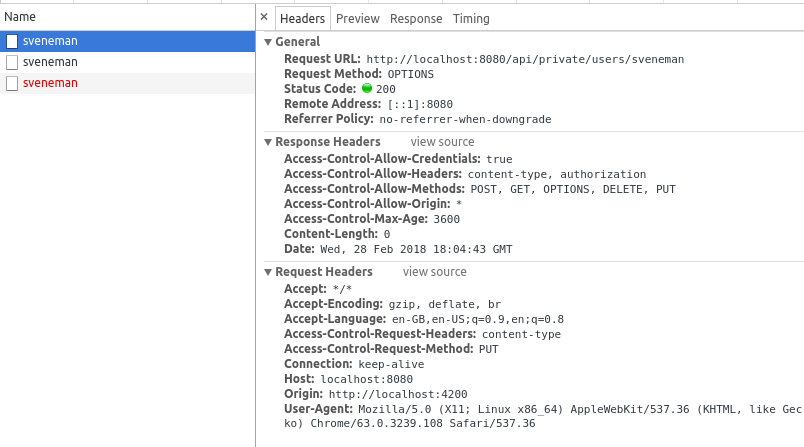 Name
× Headers Preview Response Timing
sveneman
sveneman
sveneman
▼ General
Request URL: http://localhost:8080/api/private/users/sveneman
Request Method: OPTIONS
Status Code: 200
Remote Address: [::1]:8080
Referrer Policy: no-referrer-when-downgrade
▼ Response Headers view source
Access-Control-Allow-Credentials: true
Access-Control-Allow-Headers: content-type, authorization
Access-Control-Allow-Methods: POST, GET, OPTIONS, DELETE, PUT
Access-Control-Allow-Origin: *
Access-Control-Max-Age: 3600
Content-Length: 0
Date: Wed, 28 Feb 2018 18:04:43 GMT
▼ Request Headers view source
Accept: */*
Accept-Encoding: gzip, deflate, br
Accept-Language: en-GB,en-US;q=0.9,en;q=0.8
Access-Control-Request-Headers: content-type
Access-Control-Request-Method: PUT
Connection: keep-alive
Host: localhost:8080
Origin: http://localhost:4200
User-Agent: Mozilla/5.0 (X11; Linux x86_64) AppleWebKit/537.36 (KHTML, like Gec
ko) Chrome/63.0.3239.108 Safari/537.36